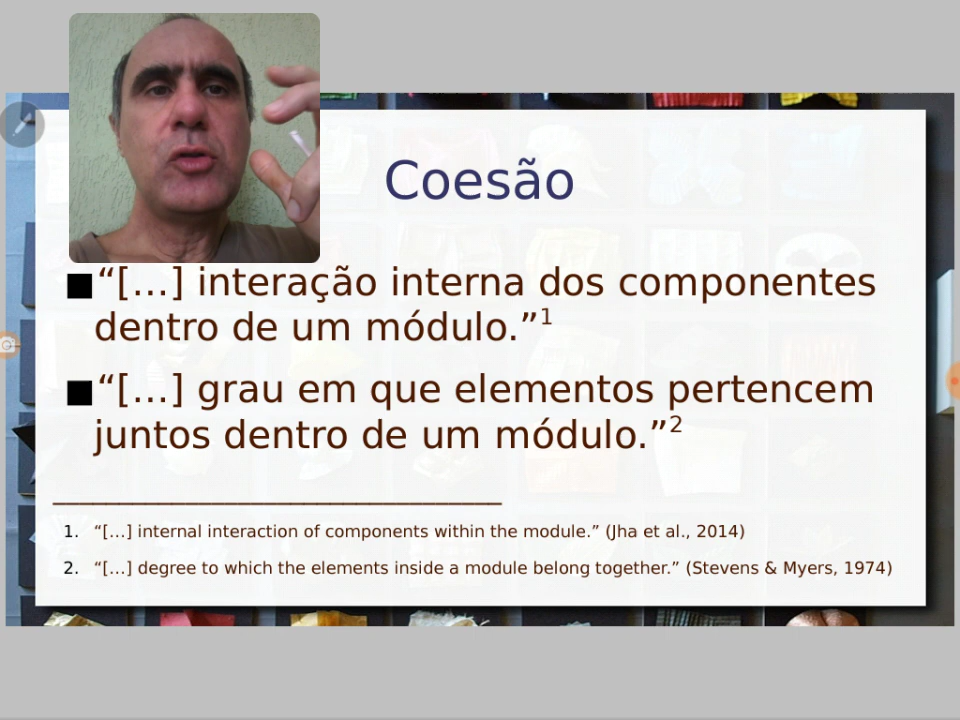 Coesão
■“[…] interação interna dos componentes
dentro de um módulo.”¹
■“[…] grau em que elementos pertencem
juntos dentro de um módulo.”²
1. “[…] internal interaction of components within the module.” (Jha et al., 2014)
2. “[…] degree to which the elements inside a module belong together.” (Stevens & Myers, 1974)